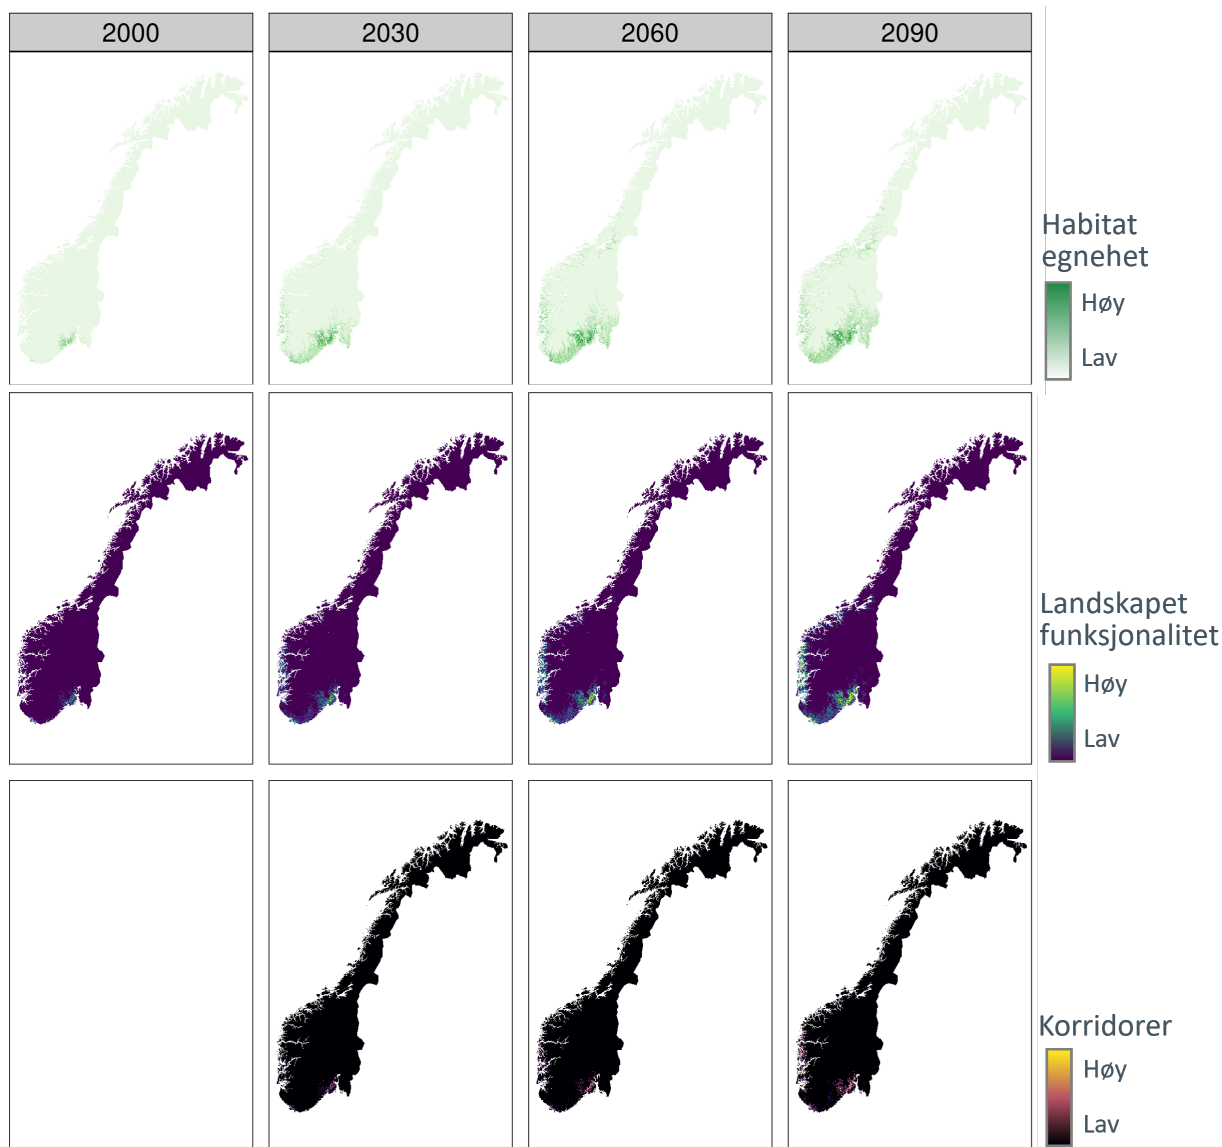 2000
2030
2060
2090
Habitat
egnehet
Høy
Lav
Landskapet
funksjonalitet
Høy
Lav
Korridorer
Høy
Lav